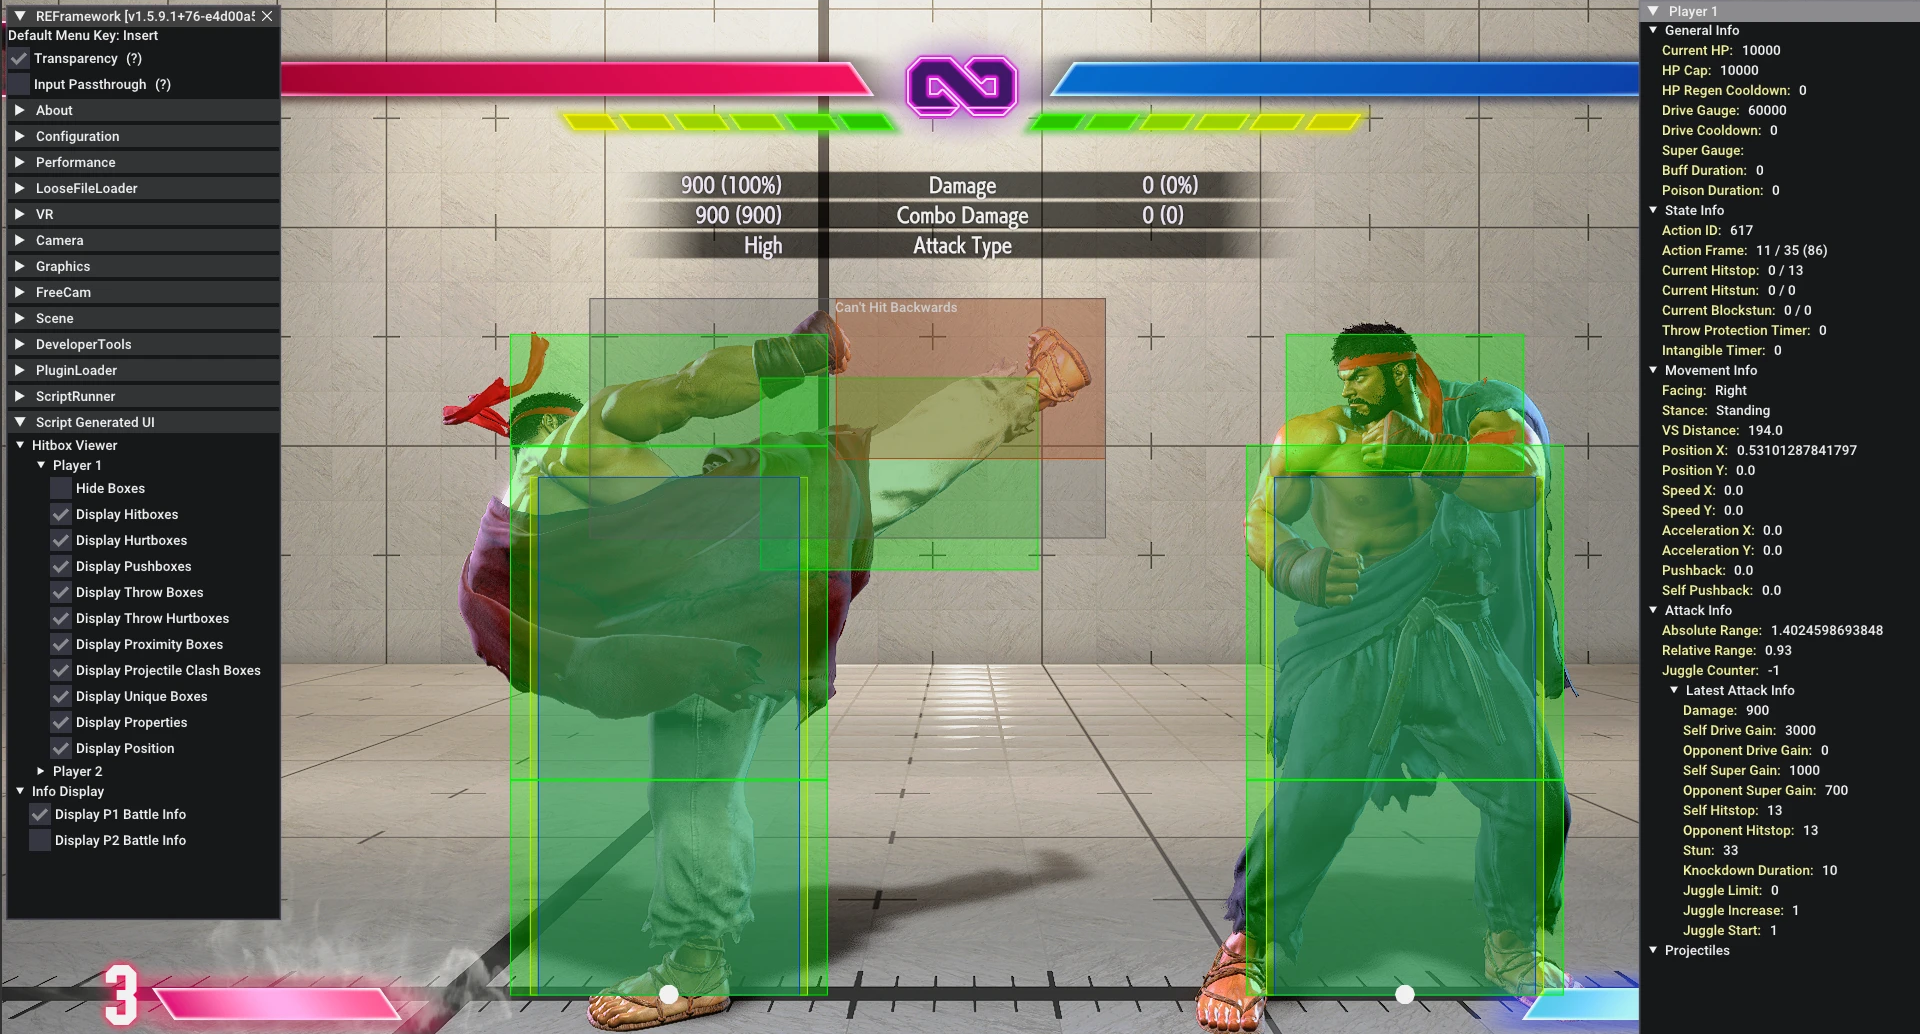 REFramework [v1.5.9.1+76-e4d00a5
Default Menu Key: Insert
Transparency (?)
Input Passthrough (?)
About
Configuration
Performance
LooseFileLoader
VR
Camera
Graphics
FreeCam
Scene
DeveloperTools
PluginLoader
ScriptRunner
Script Generated UI
Hitbox Viewer
Player 1
Hide Boxes
Display Hitboxes
Display Hurtboxes
Display Pushboxes
Display Throw Boxes
Display Throw Hurtboxes
Display Proximity Boxes
Display Projectile Clash Boxes
Display Unique Boxes
Display Properties
Display Position
Player 2
Info Display
Display P1 Battle Info
Display P2 Battle Info
3
900 (100%) Damage 0 (0%)
900 (900) Combo Damage 0 (0)
High Attack Type
Can't Hit Backwards
Player 1
General Info
Current HP: 10000
HP Cap: 10000
HP Regen Cooldown: 0
Drive Gauge: 60000
Drive Cooldown: 0
Super Gauge:
Buff Duration: 0
Poison Duration: 0
State Info
Action ID: 617
Action Frame: 11 / 35 (86)
Current Hitstop: 0 / 13
Current Hitstun: 0 / 0
Current Blockstun: 0 / 0
Throw Protection Timer: 0
Intangible Timer: 0
Movement Info
Facing: Right
Stance: Standing
VS Distance: 194.0
Position X: 0.53101287841797
Position Y: 0.0
Speed X: 0.0
Speed Y: 0.0
Acceleration X: 0.0
Acceleration Y: 0.0
Pushback: 0.0
Self Pushback: 0.0
Attack Info
Absolute Range: 1.4024598693848
Relative Range: 0.93
Juggle Counter: -1
Latest Attack Info
Damage: 900
Self Drive Gain: 3000
Opponent Drive Gain: 0
Self Super Gain: 1000
Opponent Super Gain: 700
Self Hitstop: 13
Opponent Hitstop: 13
Stun: 33
Knockdown Duration: 10
Juggle Limit: 0
Juggle Increase: 1
Juggle Start: 1
Projectiles